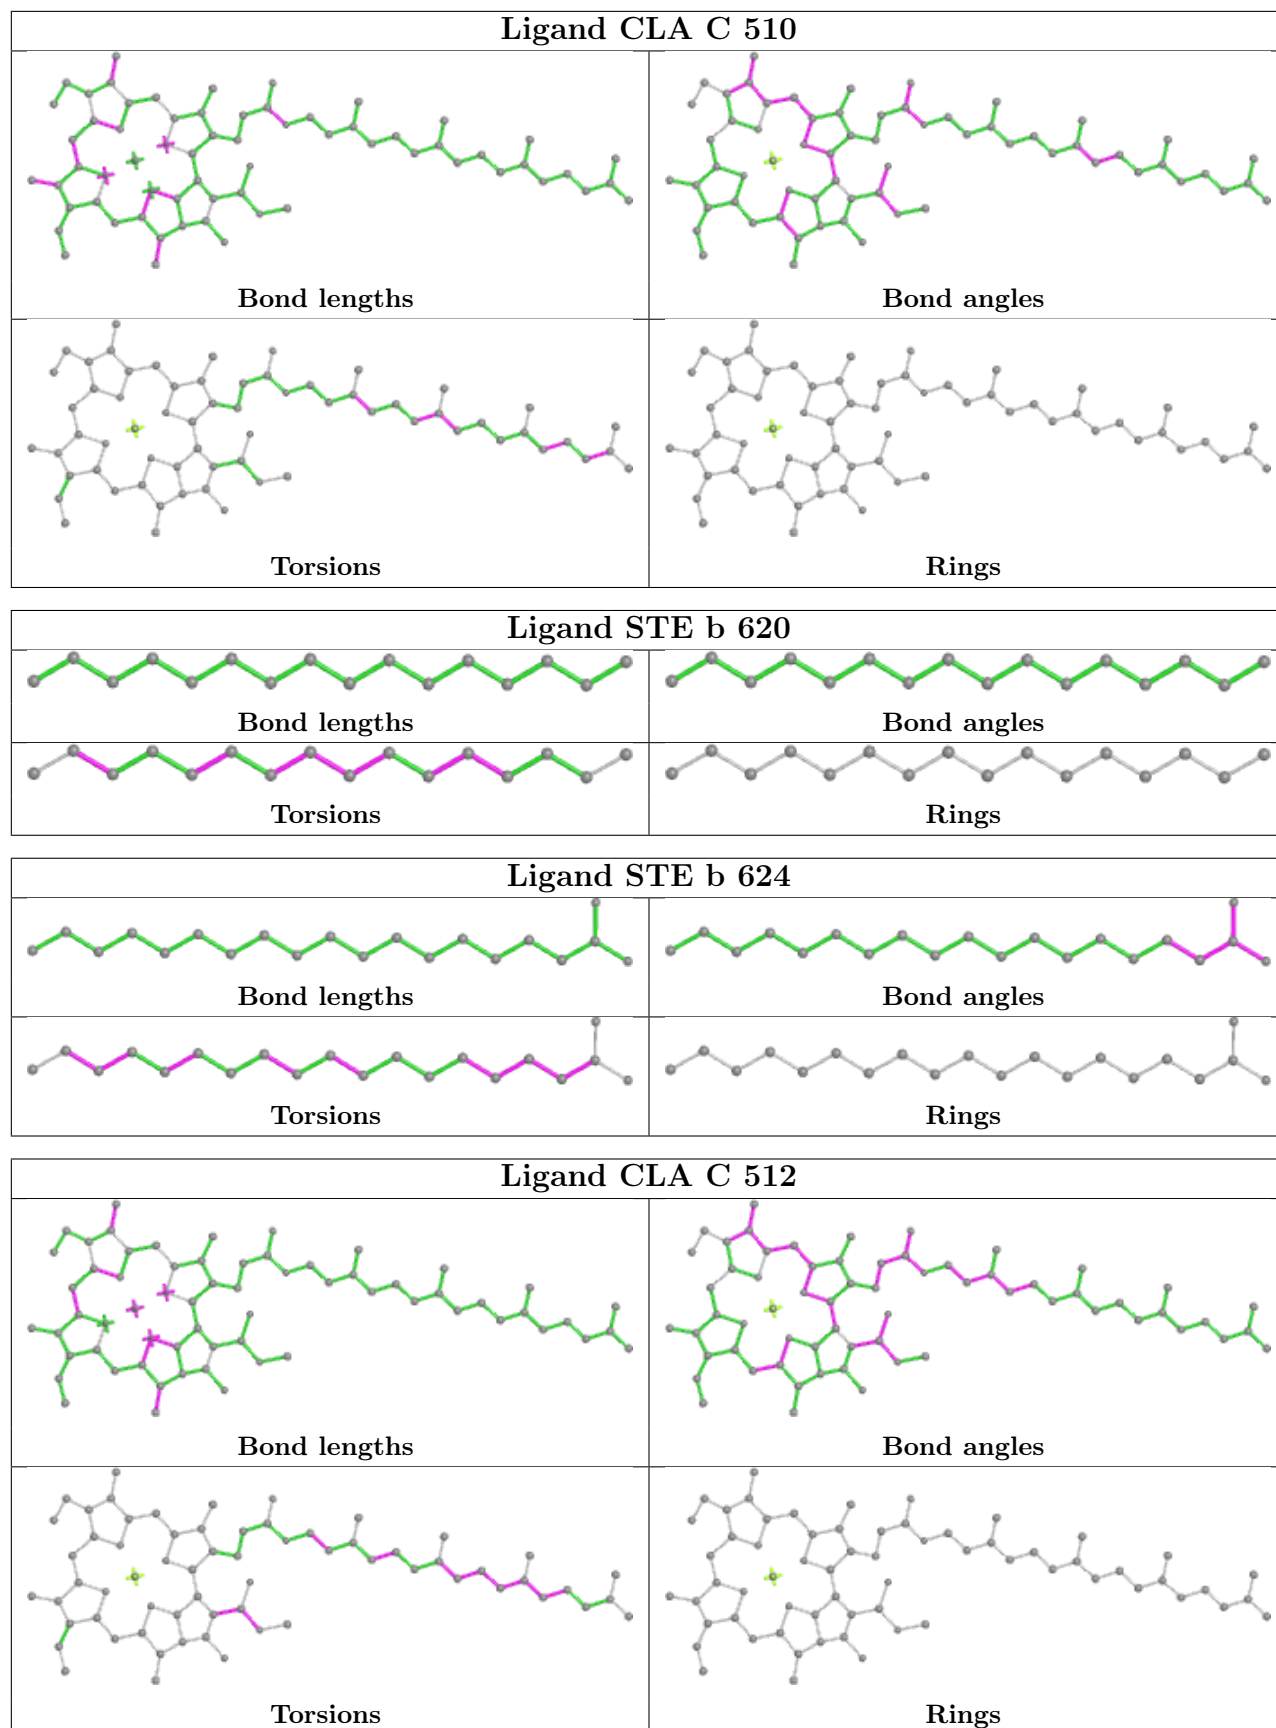 Ligand CLA C 510
Bond lengths
Bond angles
Torsions
Rings
Ligand STE b 620
Bond lengths
Bond angles
Torsions
Rings
Ligand STE b 624
Bond lengths
Bond angles
Torsions
Rings
Ligand CLA C 512
Bond lengths
Bond angles
Torsions
Rings